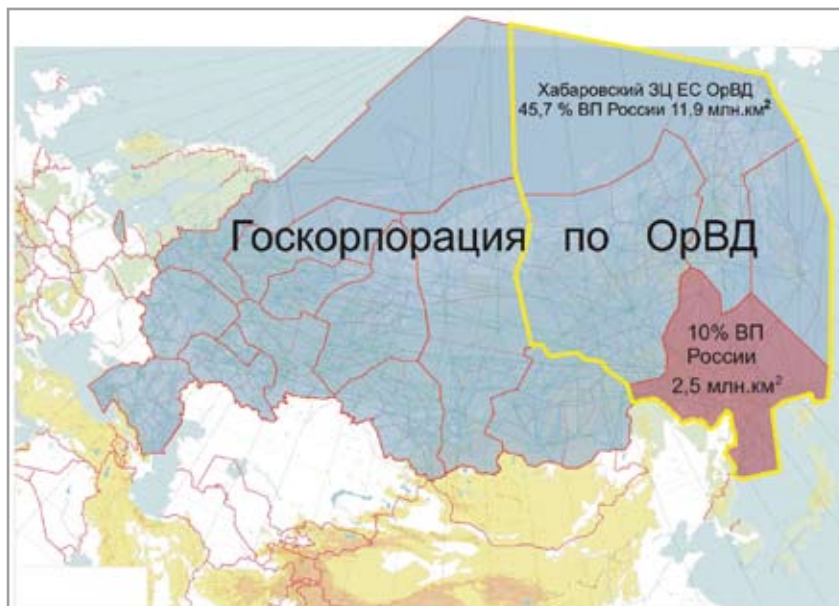 Хабаровский ЗЦ ЕС ОрВД
45,7 % ВП России 11,9 млн.км²
Госкорпорация по ОрВД
10% ВП
России
2,5 млн.км²